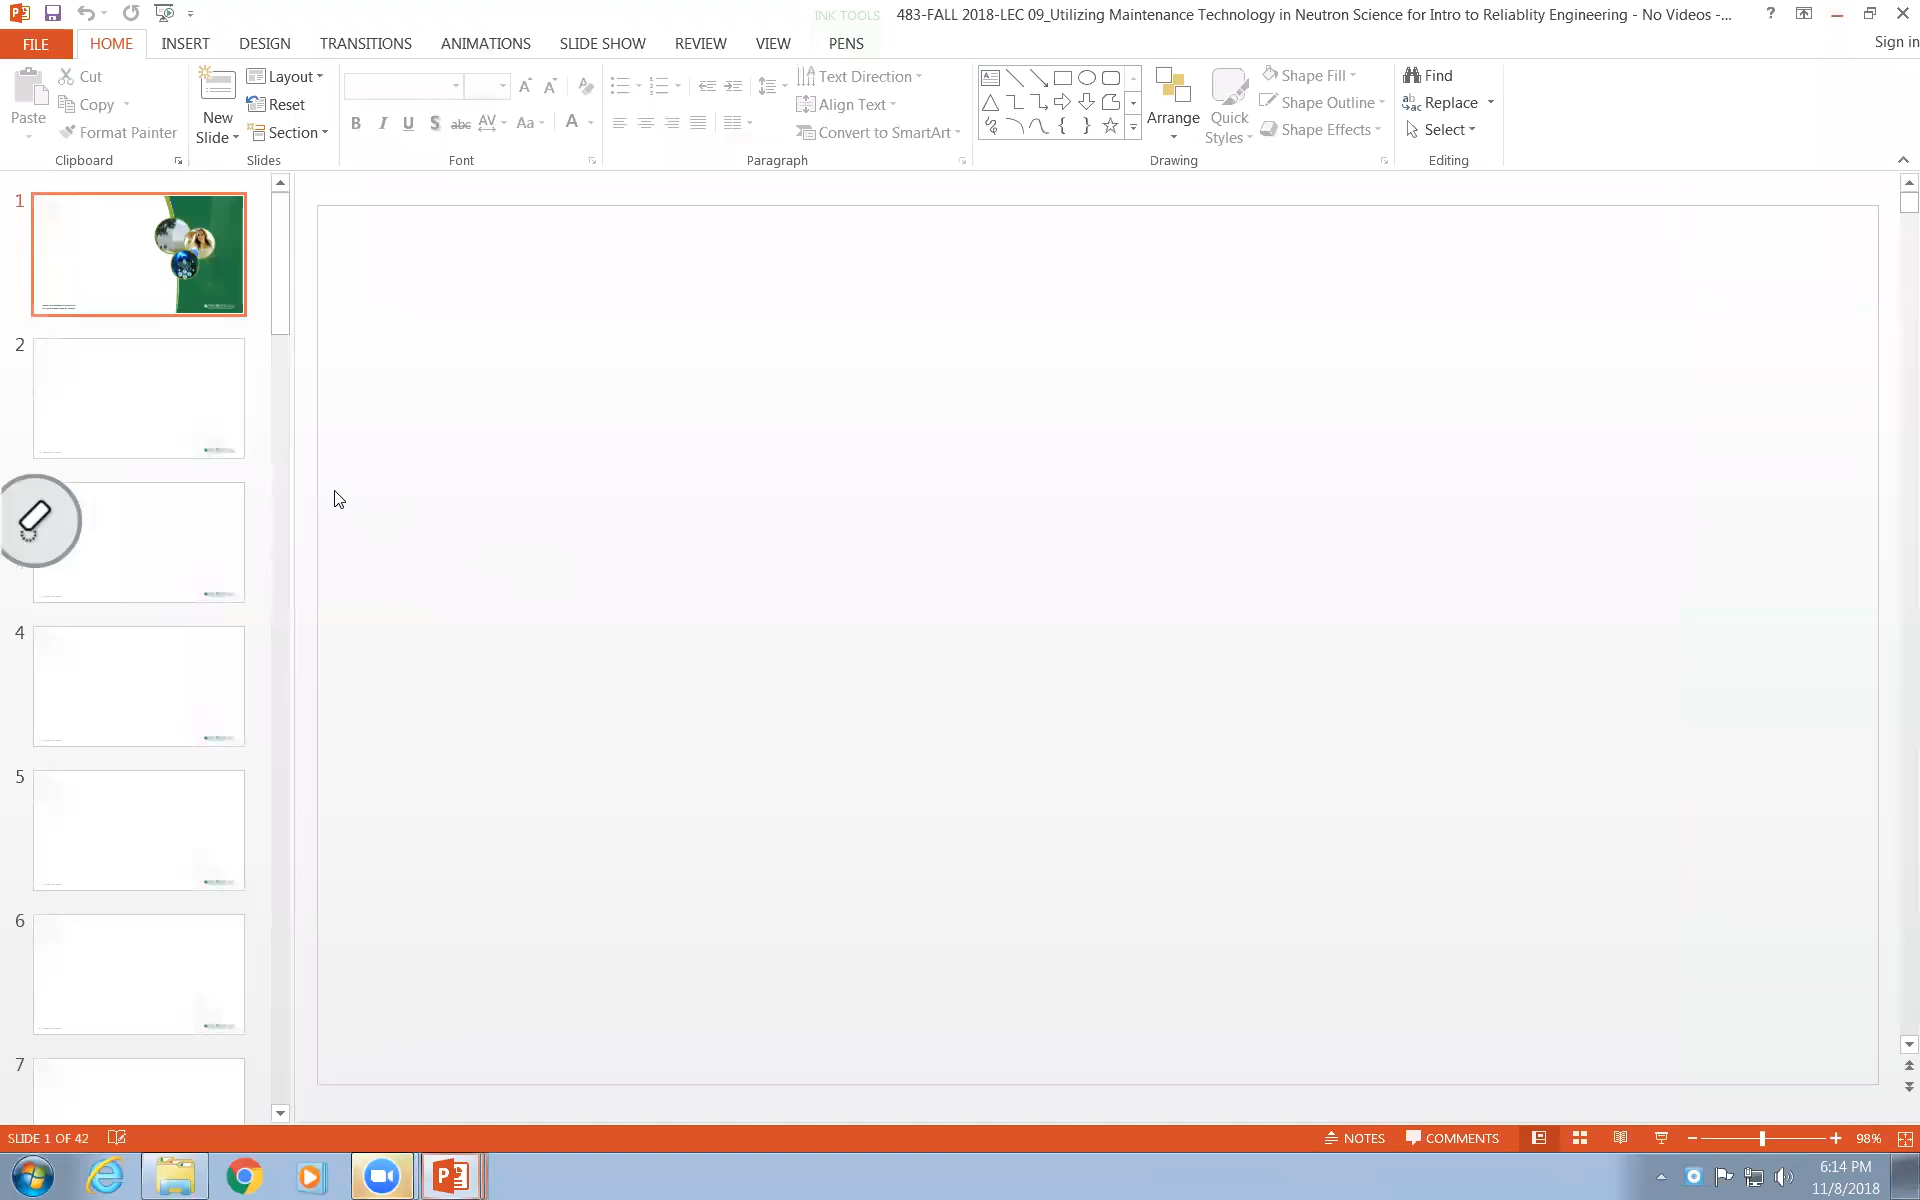 INK TOOLS
483-FALL 2018-LEC 09_Utilizing Maintenance Technology in Neutron Science for Intro to Reliablity Engineering - No Videos -...
?
FILE
HOME
INSERT
DESIGN
TRANSITIONS
ANIMATIONS
SLIDE SHOW
REVIEW
VIEW
PENS
Sign in
Paste
Cut
Copy
Format Painter
Clipboard
New
Slide
Layout
Reset
Section
Slides
B I U S abc AV Aa A
Font
Text Direction
Align Text
Convert to SmartArt
Paragraph
Arrange
Quick
Styles
Shape Fill
Shape Outline
Shape Effects
Drawing
Find
Replace
Select
Editing
1
2
4
5
6
7
SLIDE 1 OF 42
NOTES
COMMENTS
98%
6:14 PM
11/8/2018